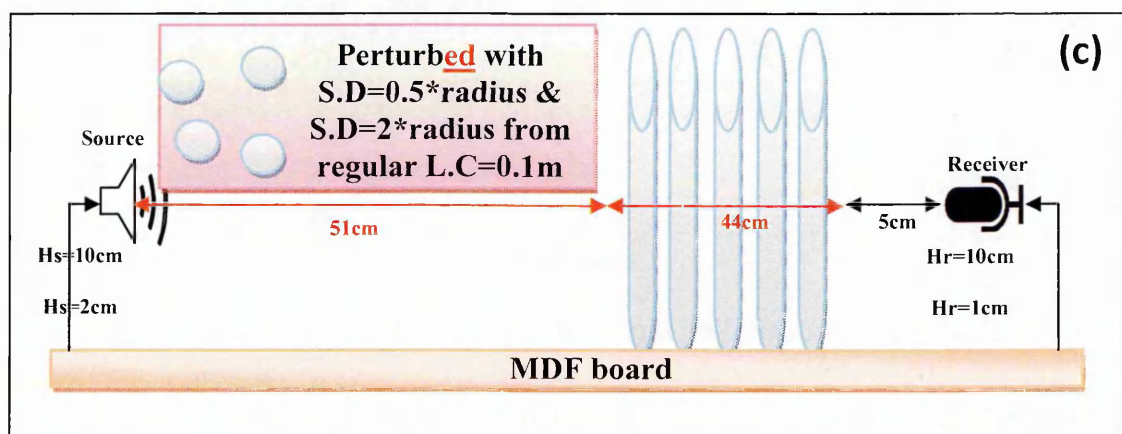 (c)
Perturbed with
S.D=0.5*radius &
S.D=2*radius from
regular L.C=0.1m
Source
Receiver
51cm
44cm
5cm
Hs=10cm
Hr=10cm
Hs=2cm
Hr=1cm
MDF board